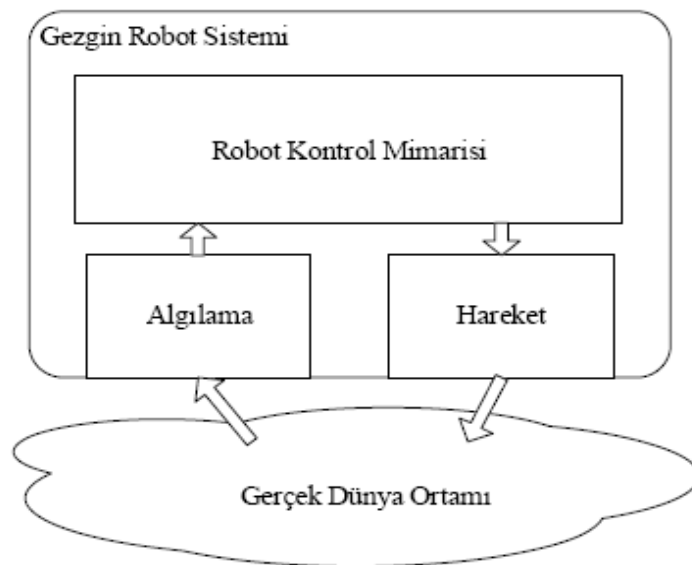 Gezgin Robot Sistemi
Robot Kontrol Mimarisi
Algılama
Hareket
Gerçek Dünya Ortamı